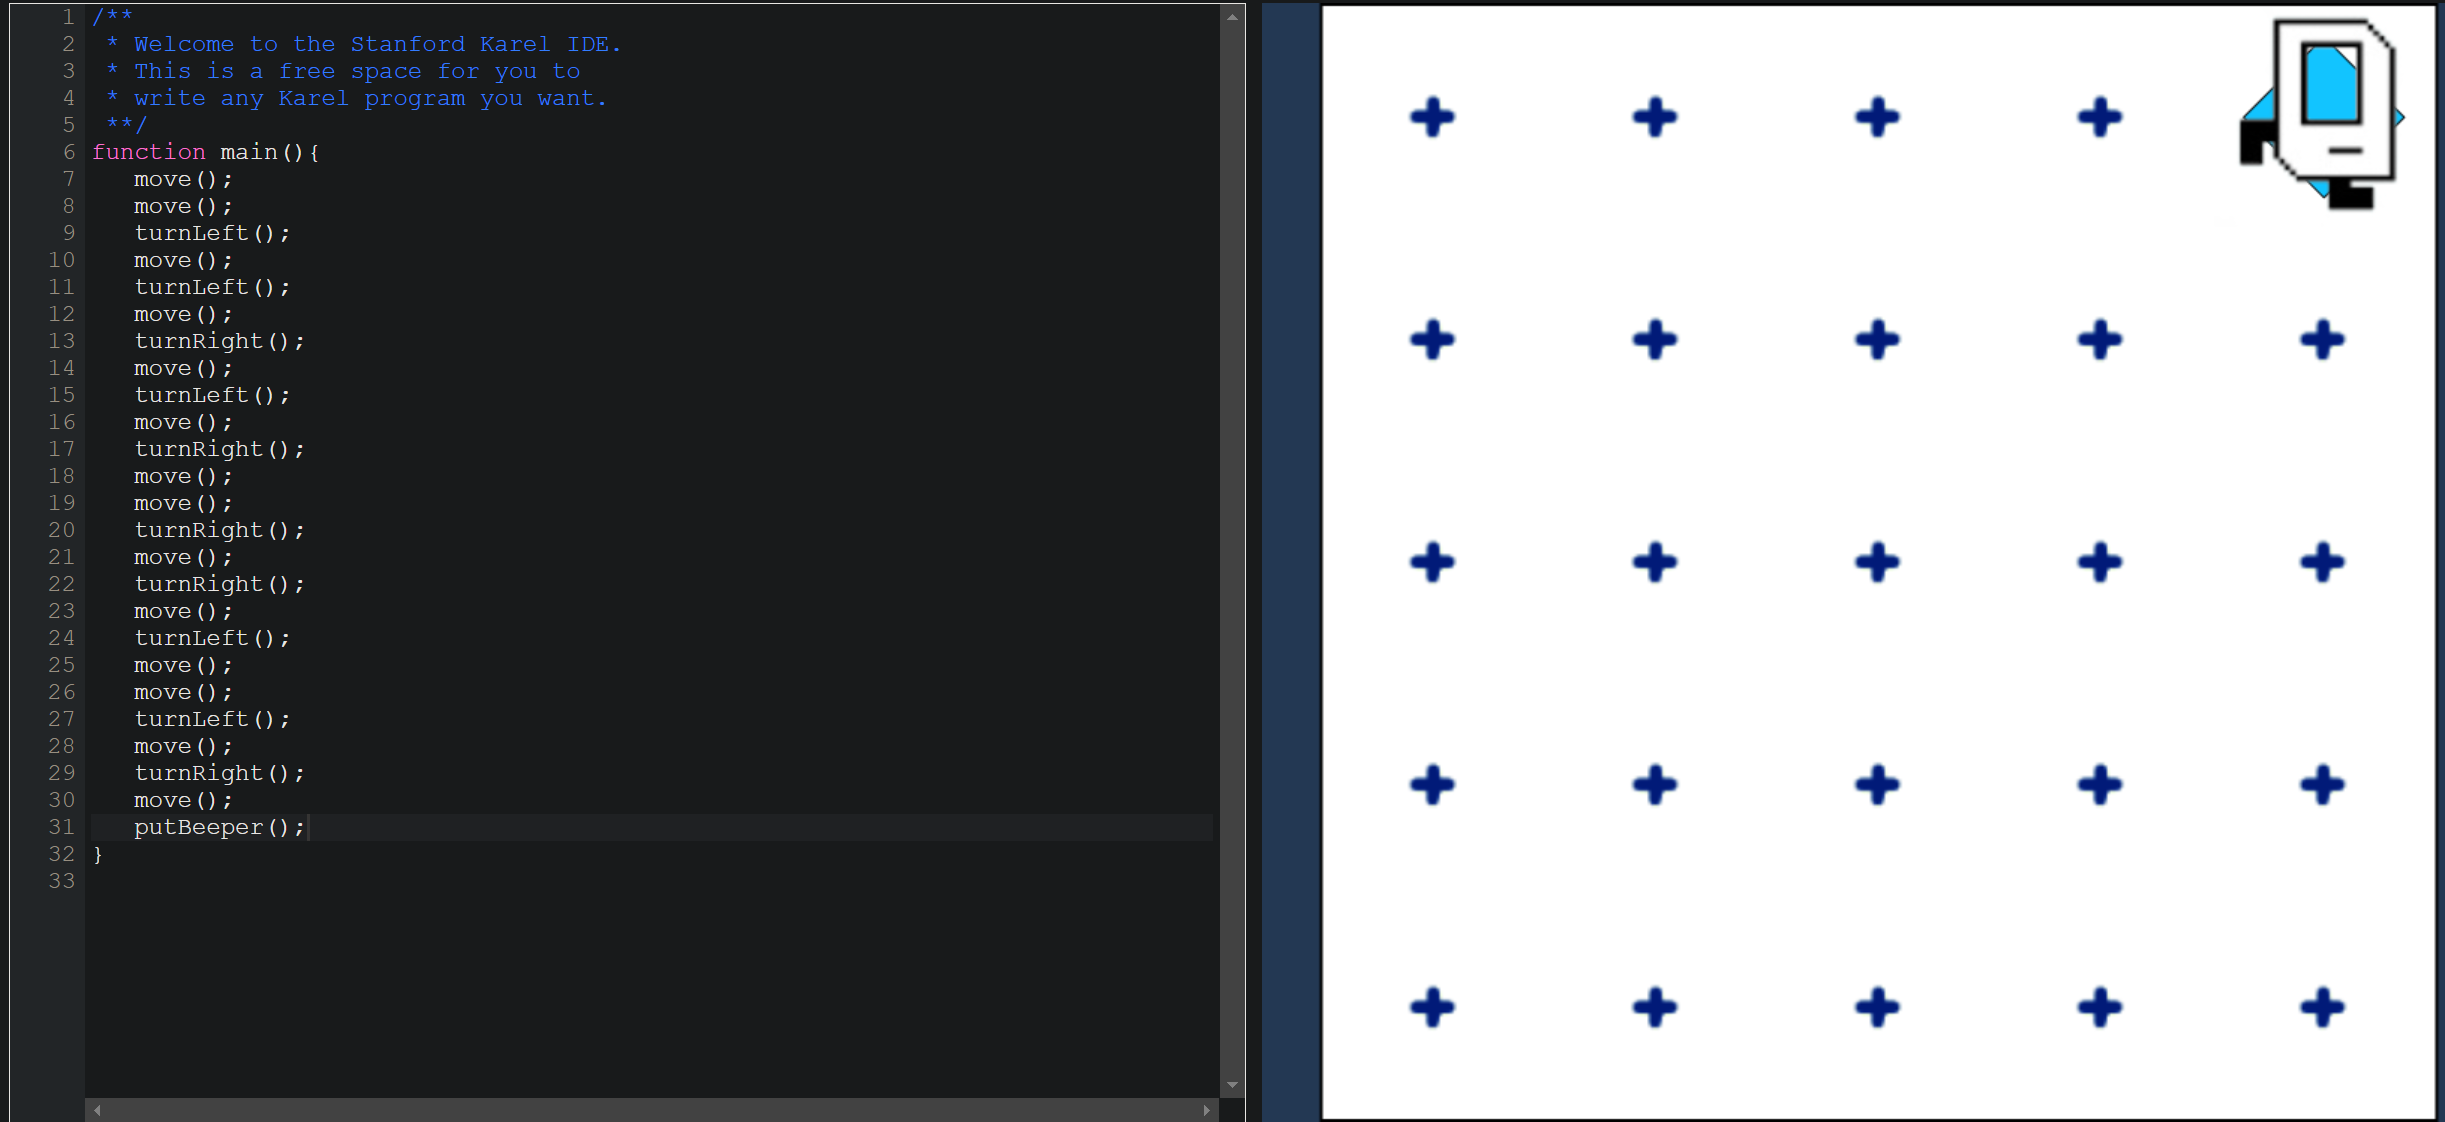 1 /**
2  * Welcome to the Stanford Karel IDE.
3  * This is a free space for you to
4  * write any Karel program you want.
5  **/
6 function main(){
7    move();
8    move();
9    turnLeft();
10    move();
11    turnLeft();
12    move();
13    turnRight();
14    move();
15    turnLeft();
16    move();
17    turnRight();
18    move();
19    move();
20    turnRight();
21    move();
22    turnRight();
23    move();
24    turnLeft();
25    move();
26    move();
27    turnLeft();
28    move();
29    turnRight();
30    move();
31    putBeeper();
32 }
33